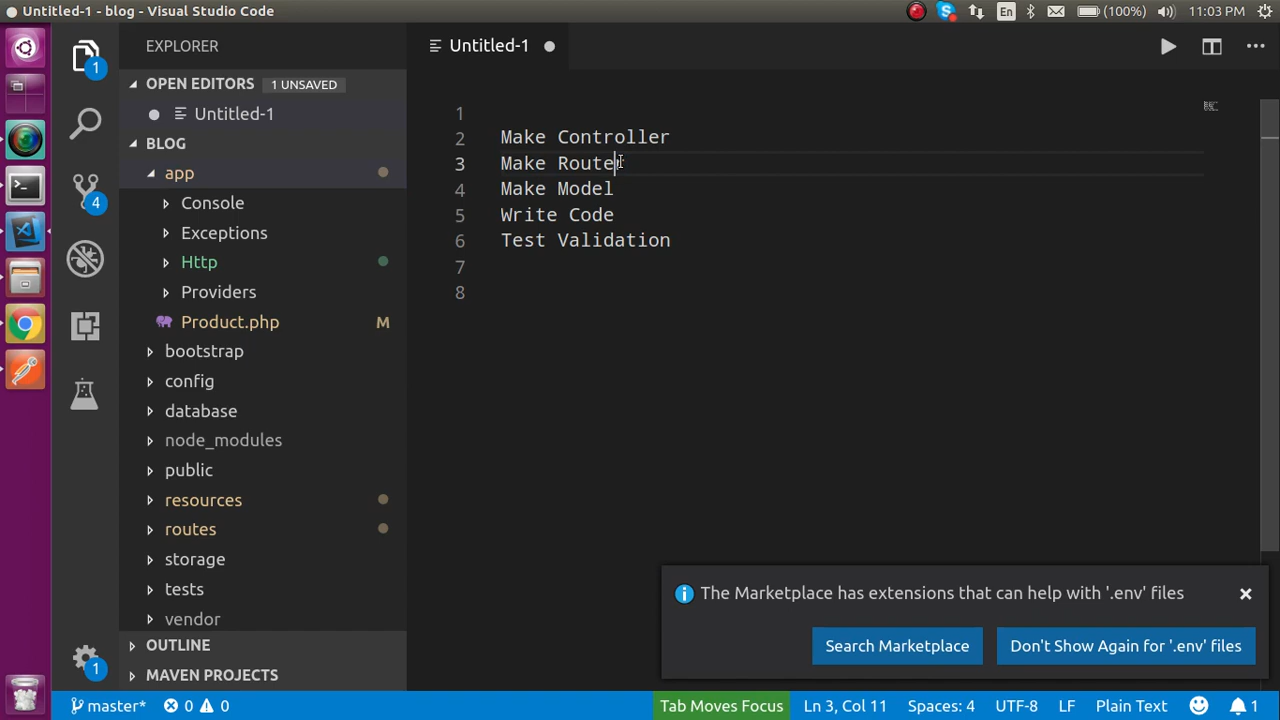 Untitled-1 - blog - Visual Studio Code
En
(100%)
11:03 PM
1
4
1
EXPLORER
OPEN EDITORS 1 UNSAVED
Untitled-1
BLOG
app
Console
Exceptions
Http
Providers
Product.php M
bootstrap
config
database
node_modules
public
resources
routes
storage
tests
vendor
OUTLINE
MAVEN PROJECTS
Untitled-1
1
2 Make Controller
3 Make Route
4 Make Model
5 Write Code
6 Test Validation
7
8
The Marketplace has extensions that can help with '.env' files
Search Marketplace
Don't Show Again for '.env' files
master* 0 0 Tab Moves Focus Ln 3, Col 11 Spaces: 4 UTF-8 LF Plain Text 1